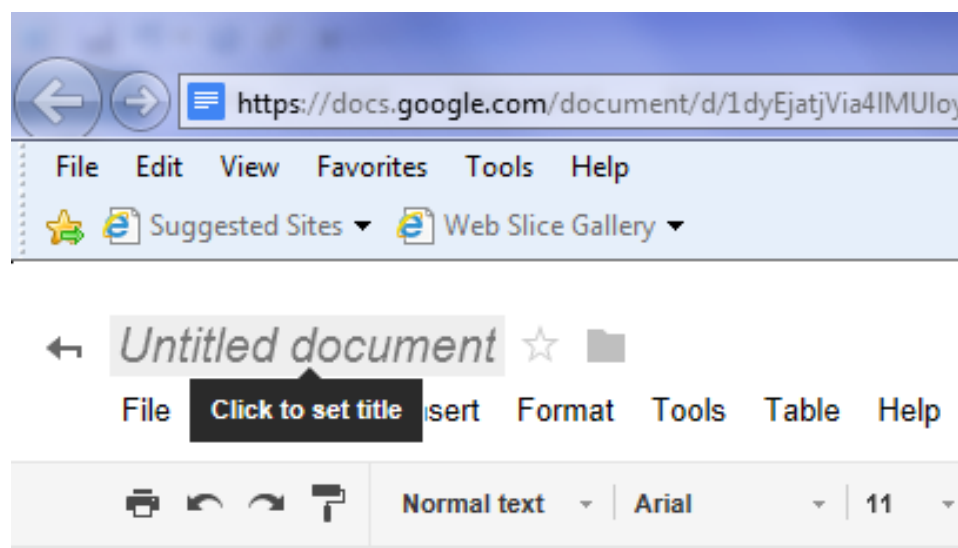 https://docs.google.com/document/d/1dyEjatjVia4IMUloy
File Edit View Favorites Tools Help
Suggested Sites Web Slice Gallery
Untitled document
File Click to set title nsert Format Tools Table Help
Normal text Arial 11